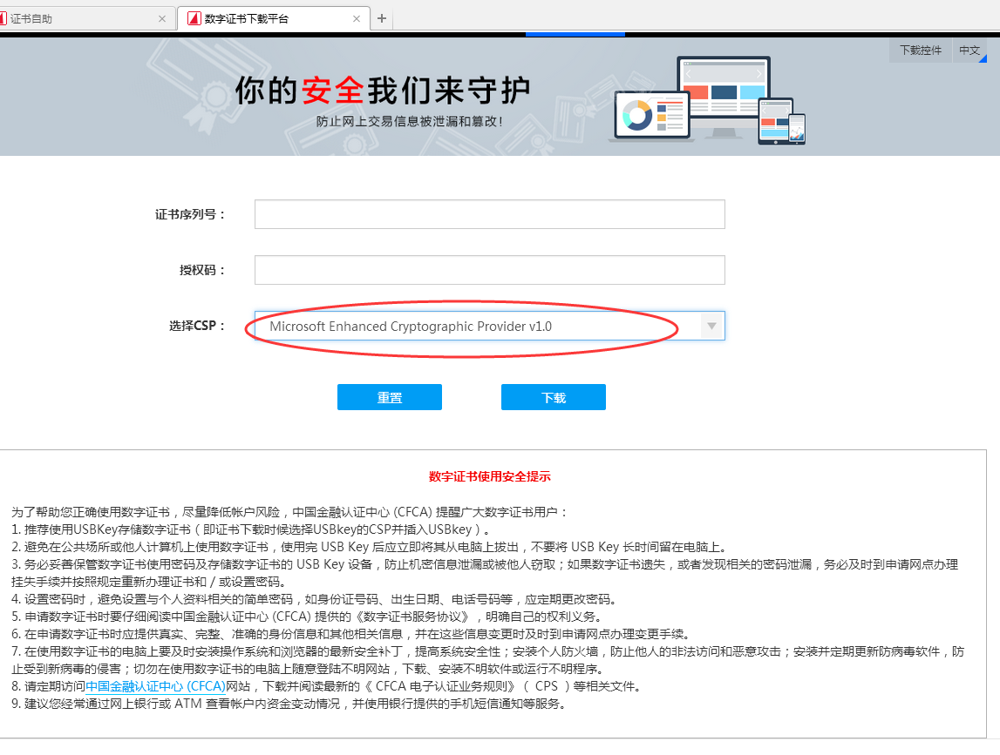 证书自助
数字证书下载平台
下载控件 中文
你的安全我们来守护
防止网上交易信息被泄漏和篡改！
证书序列号：
授权码：
选择CSP： Microsoft Enhanced Cryptographic Provider v1.0
重置 下载
数字证书使用安全提示
为了帮助您正确使用数字证书，尽量降低帐户风险，中国金融认证中心 (CFCA) 提醒广大数字证书用户：
1. 推荐使用USBKey存储数字证书（即证书下载时候选择USBkey的CSP并插入USBkey）。
2. 避免在公共场所或他人计算机上使用数字证书，使用完 USB Key 后应立即将其从电脑上拔出，不要将 USB Key 长时间留在电脑上。
3. 务必妥善保管数字证书使用密码及存储数字证书的 USB Key 设备，防止机密信息泄漏或被他人窃取；如果数字证书遗失，或者发现相关的密码泄漏，务必及时到申请网点办理
挂失手续并按照规定重新办理证书和 / 或设置密码。
4. 设置密码时，避免设置与个人资料相关的简单密码，如身份证号码、出生日期、电话号码等，应定期更改密码。
5. 申请数字证书时要仔细阅读中国金融认证中心 (CFCA) 提供的《数字证书服务协议》，明确自己的权利义务。
6. 在申请数字证书时应提供真实、完整、准确的身份信息和其他相关信息，并在这些信息变更时及时到申请网点办理变更手续。
7. 在使用数字证书的电脑上要及时安装操作系统和浏览器的最新安全补丁，提高系统安全性；安装个人防火墙，防止他人的非法访问和恶意攻击；安装并定期更新防病毒软件，防
止受到新病毒的侵害；切勿在使用数字证书的电脑上随意登陆不明网站，下载、安装不明软件或运行不明程序。
8. 请定期访问中国金融认证中心 (CFCA)网站，下载并阅读最新的《 CFCA 电子认证业务规则》（ CPS ）等相关文件。
9. 建议您经常通过网上银行或 ATM 查看帐户内资金变动情况，并使用银行提供的手机短信通知等服务。